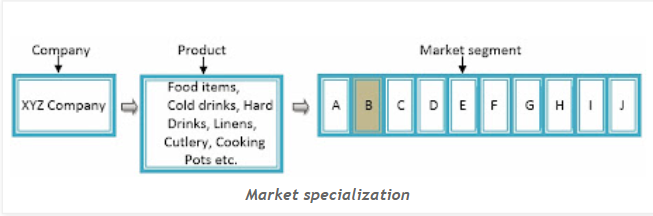 Company
Product
Market segment
XYZ Company
Food items,
Cold drinks, Hard
Drinks, Linens,
Cutlery, Cooking
Pots etc.
A B C D E F G H I J
Market specialization